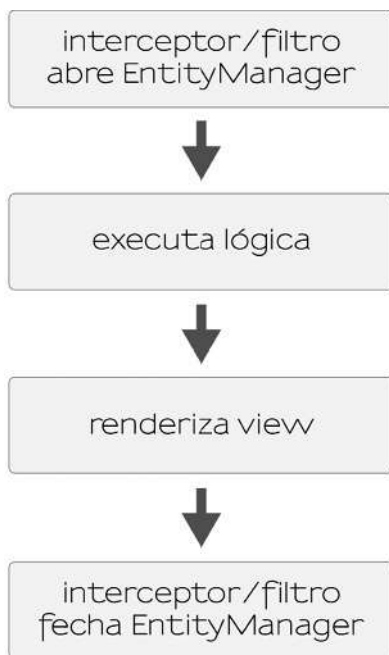 interceptor/filtro
abre EntityManager
executa lógica
renderiza view
interceptor/filtro
fecha EntityManager